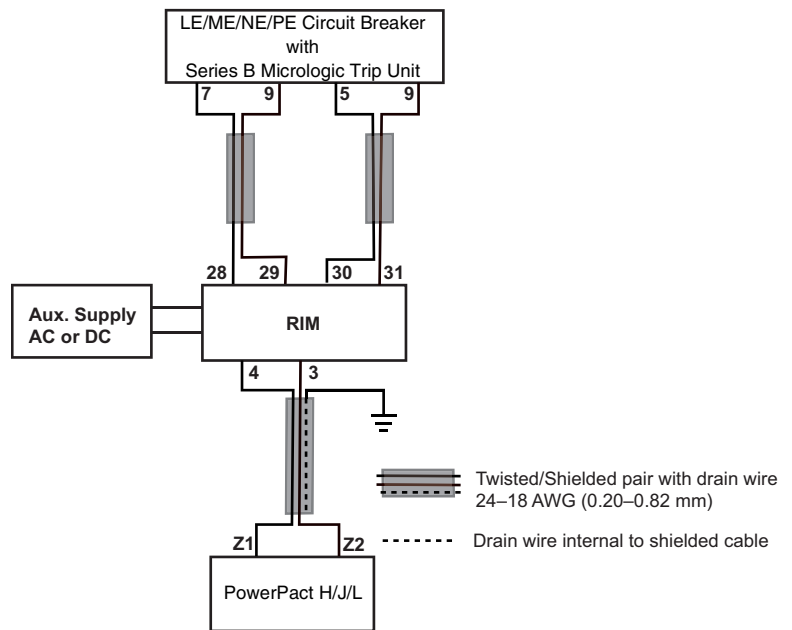 LE/ME/NE/PE Circuit Breaker
with
Series B Micrologic Trip Unit
7 9 5 9
28 29 30 31
Aux. Supply
AC or DC
RIM
4 3
Twisted/Shielded pair with drain wire
24–18 AWG (0.20–0.82 mm)
Drain wire internal to shielded cable
Z1 Z2
PowerPact H/J/L